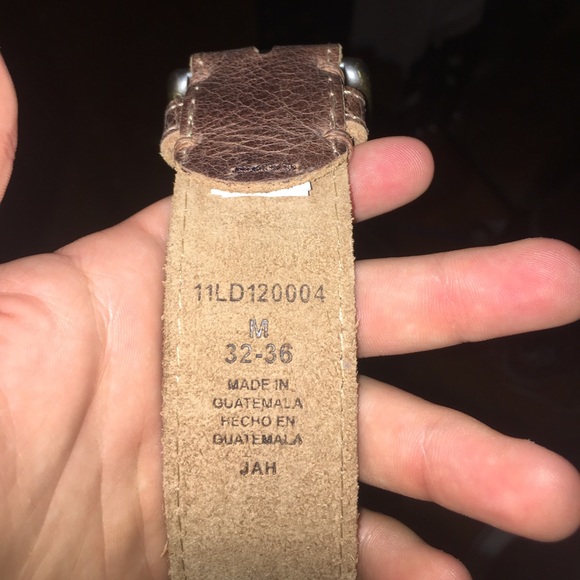 11LD120004
M
32-36
MADE IN
GUATEMALA
HECHO EN
GUATEMALA
JAH